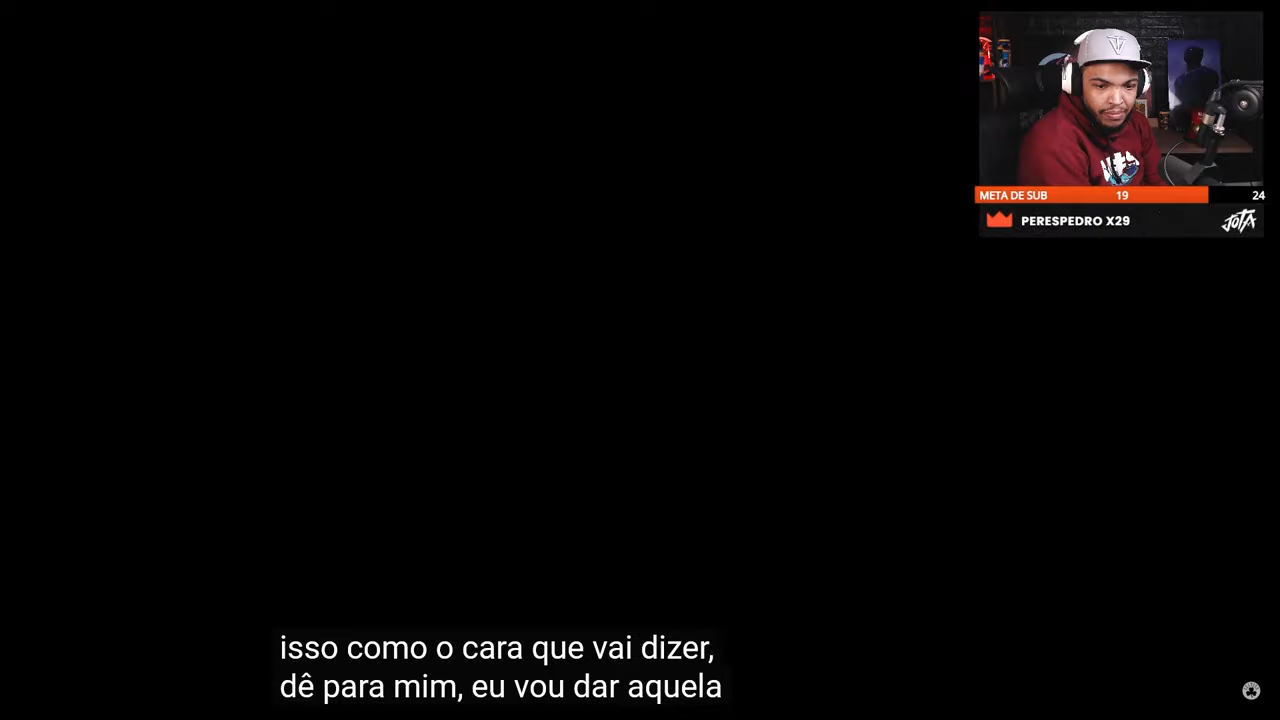 META DE SUB 19 24
PERESPEDRO X29 JOTA
isso como o cara que vai dizer,
dê para mim, eu vou dar aquela